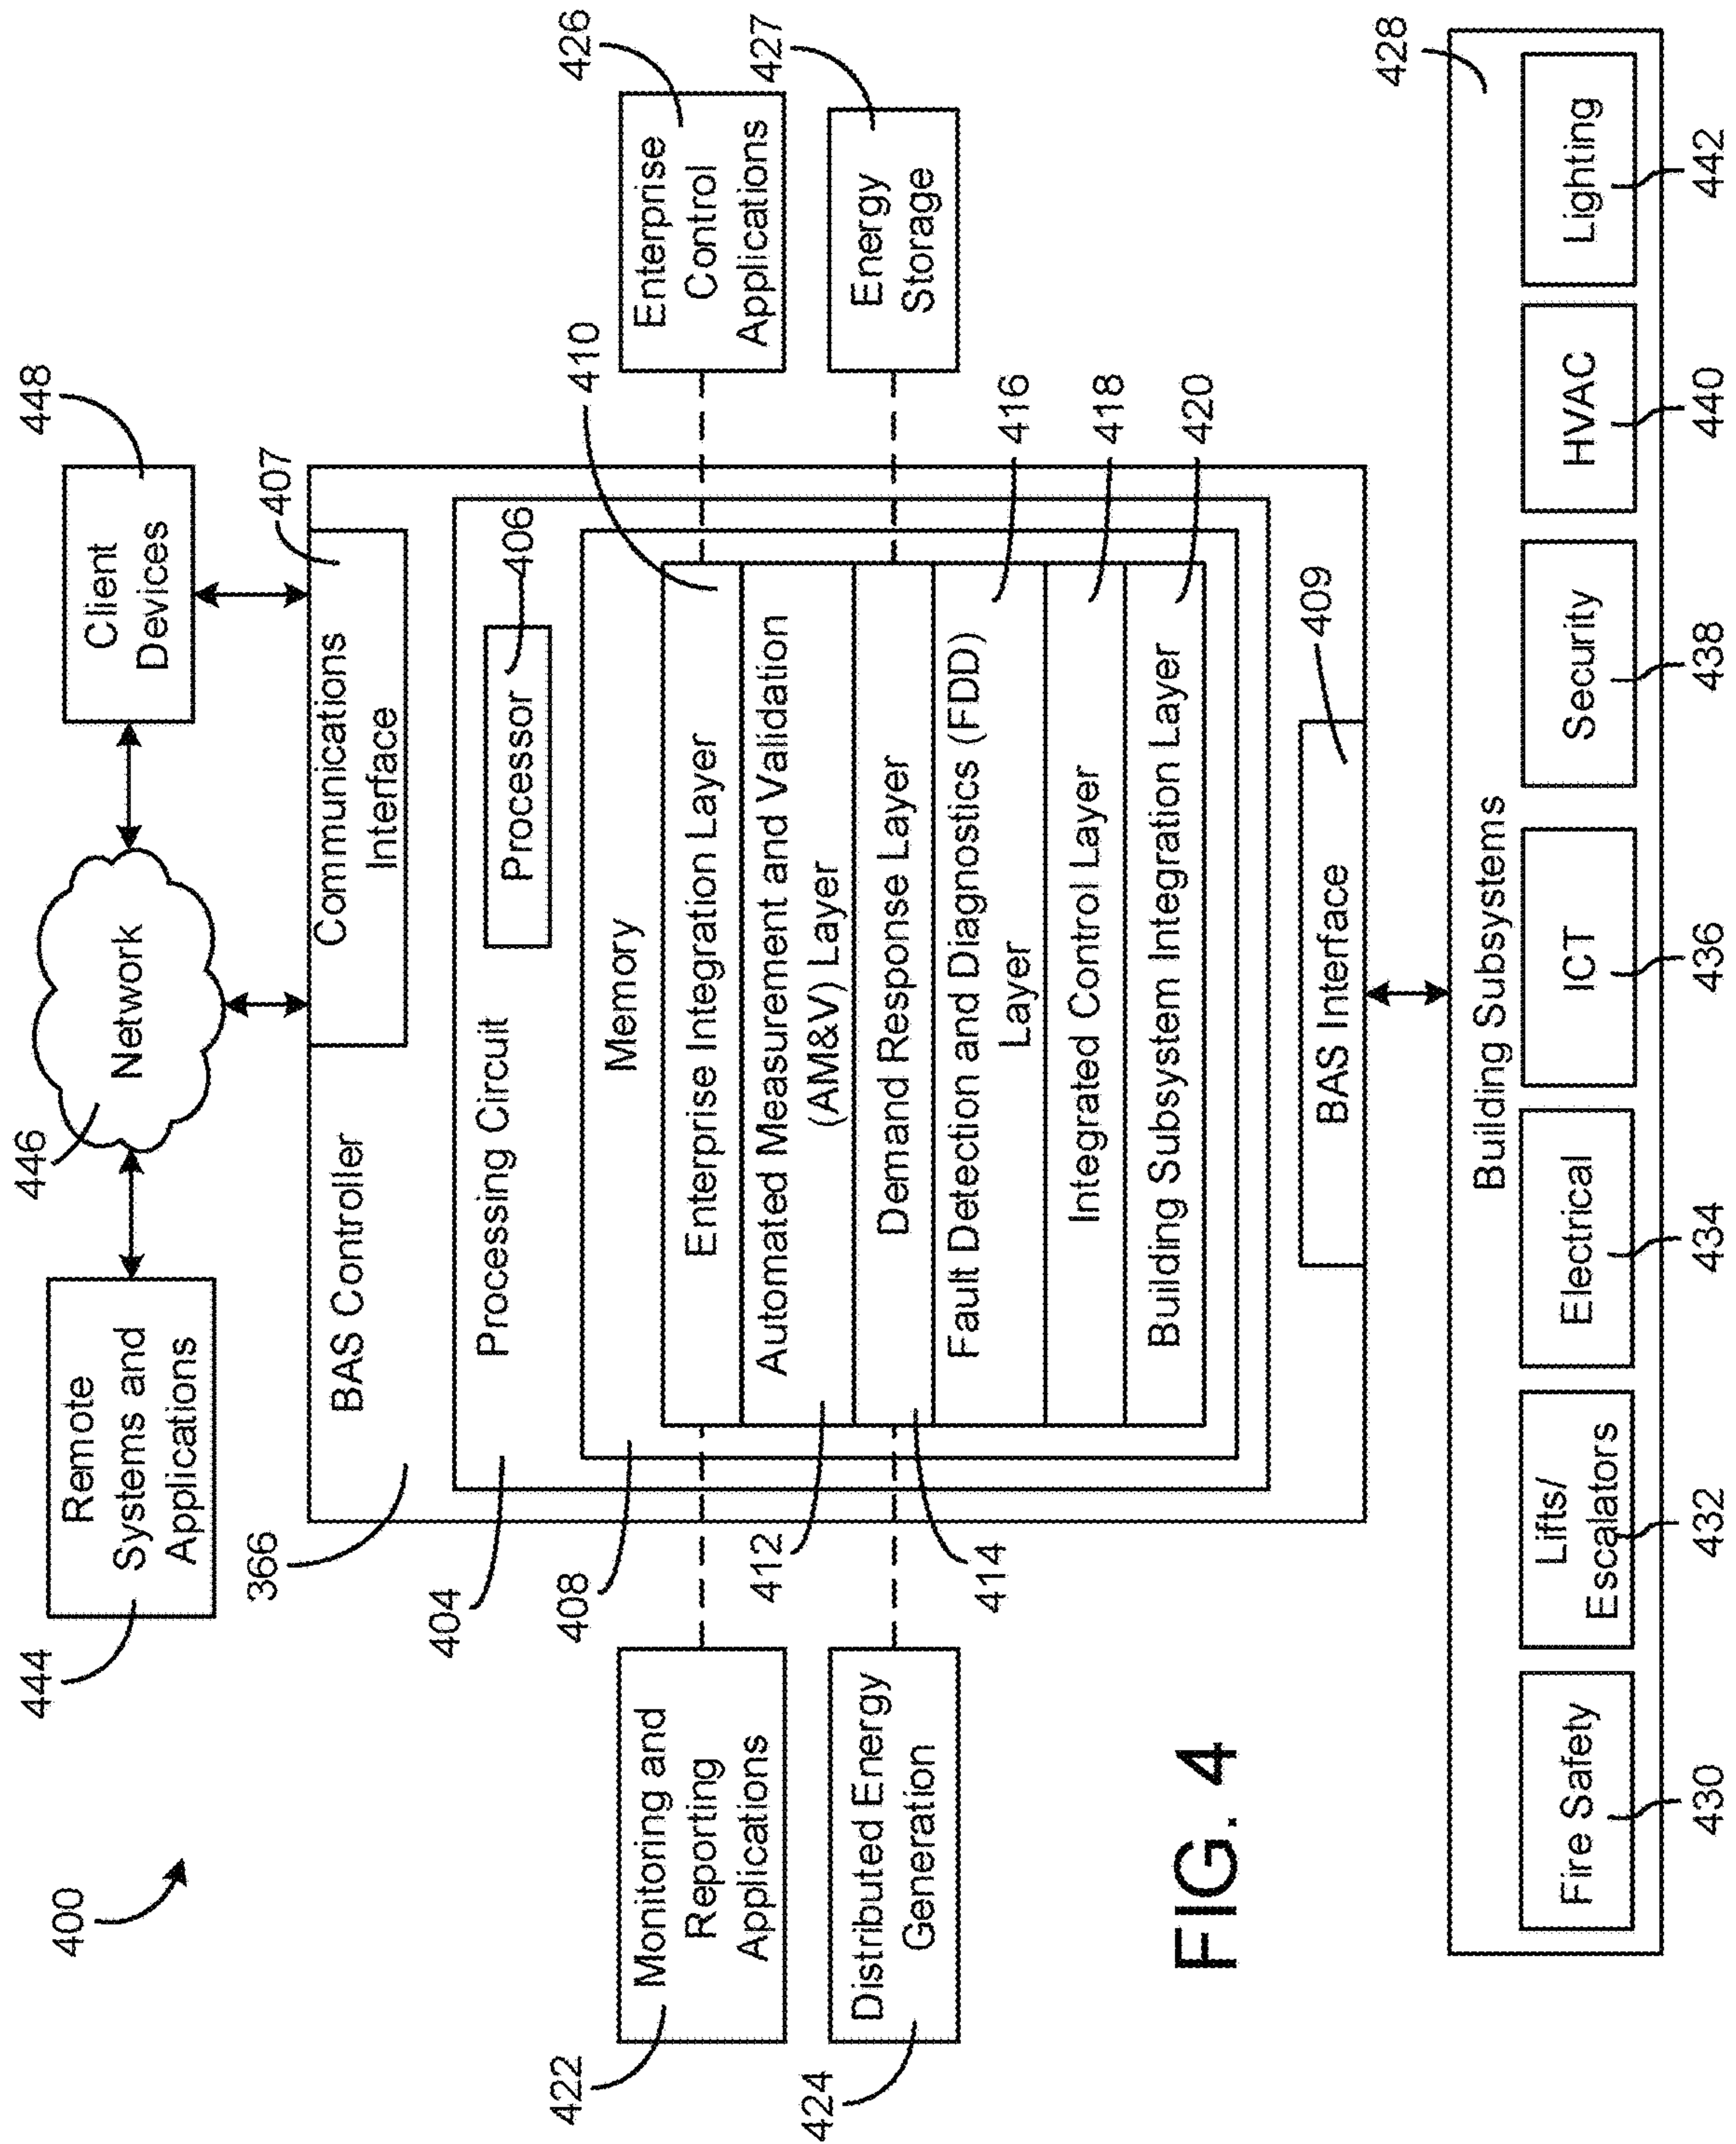 400
444
Remote
Systems and
Applications
446
Network
448
Client
Devices
366
BAS Controller
407
Communications
Interface
404
Processing Circuit
Processor
406
408
Memory
410
Enterprise Integration Layer
412
Automated Measurement and Validation
(AM&V) Layer
414
Demand Response Layer
416
Fault Detection and Diagnostics (FDD)
Layer
418
Integrated Control Layer
420
Building Subsystem Integration Layer
422
Monitoring and
Reporting
Applications
424
Distributed Energy
Generation
426
Enterprise
Control
Applications
427
Energy
Storage
409
BAS Interface
428
Building Subsystems
Fire Safety
Lifts/
Escalators
Electrical
ICT
Security
HVAC
Lighting
430
432
434
436
438
440
442
FIG. 4